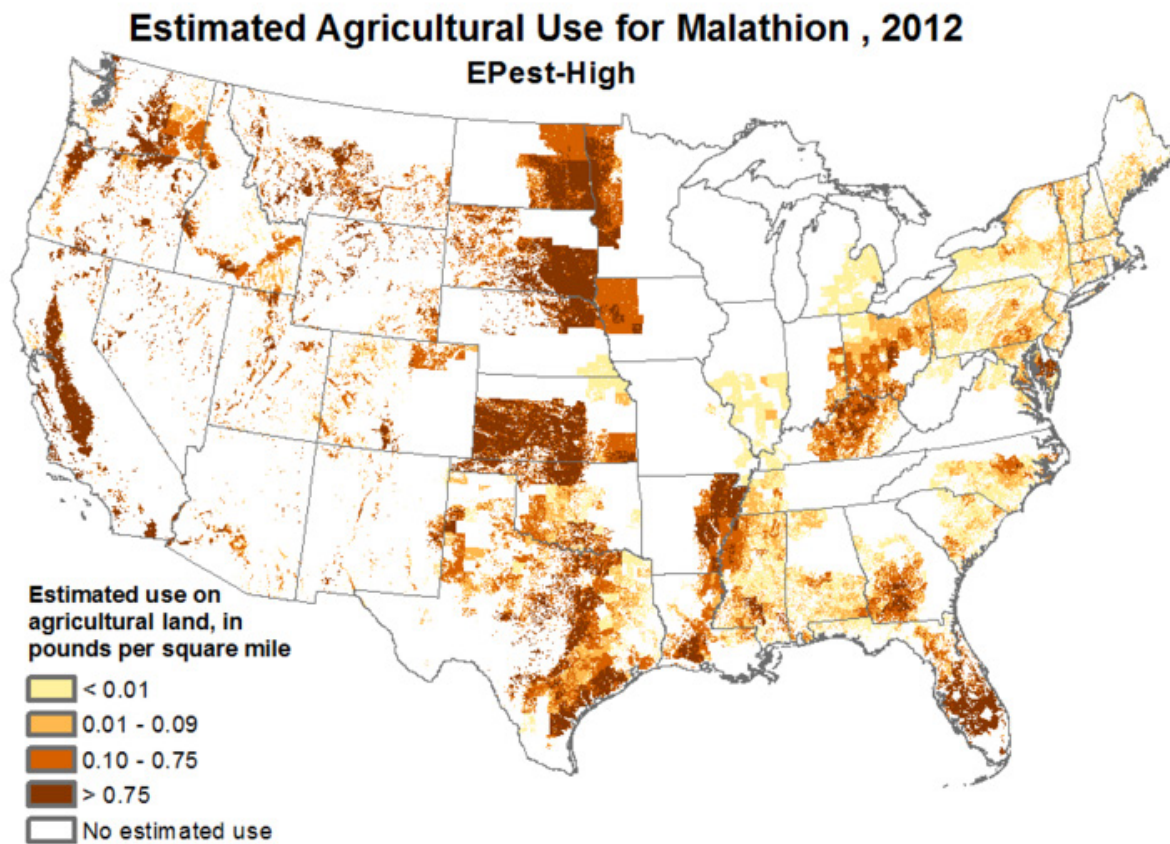 Estimated Agricultural Use for Malathion , 2012
EPest-High
Estimated use on
agricultural land, in
pounds per square mile
< 0.01
0.01 - 0.09
0.10 - 0.75
> 0.75
No estimated use